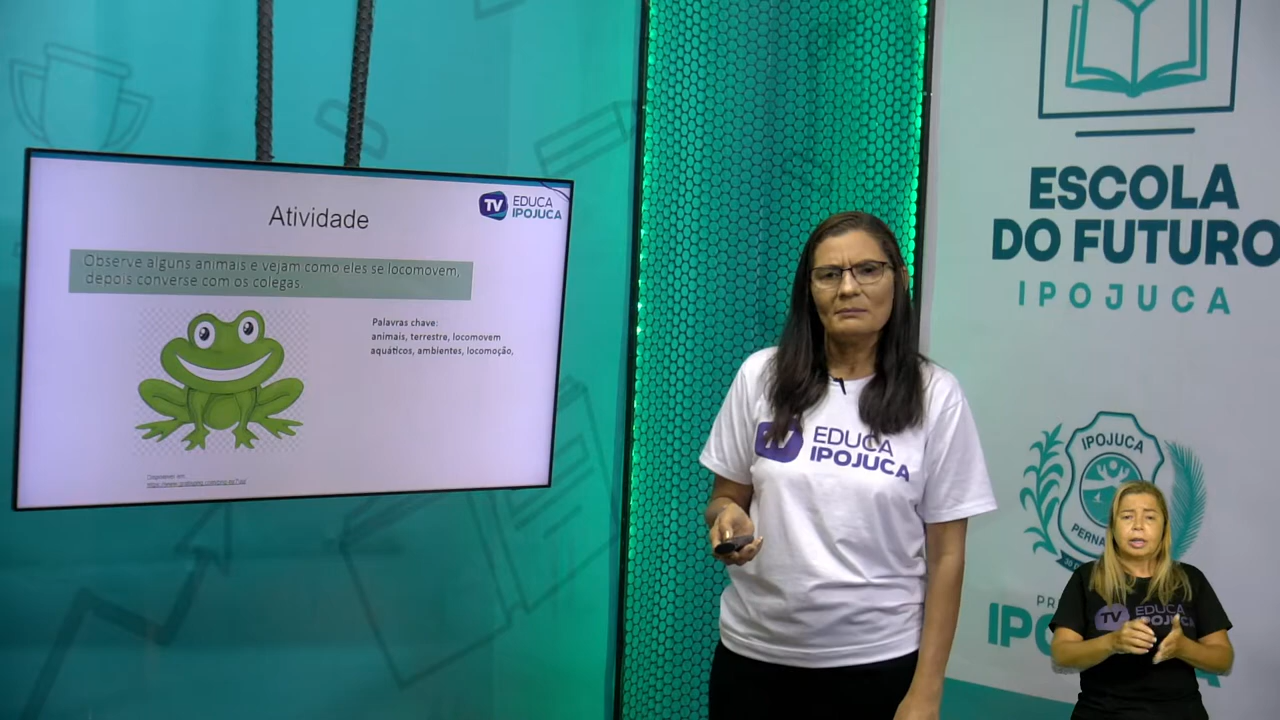 Atividade
TV EDUCA
IPOJUCA
Observe alguns animais e vejam como eles se locomovem,
depois converse com os colegas.
Palavras chave:
animais, terrestre, locomovem
aquáticos, ambientes, locomoção,
ESCOLA
DO FUTURO
IPOJUCA
TV EDUCA
IPOJUCA
IPOJUCA
TV EDUCA
IPOJUCA